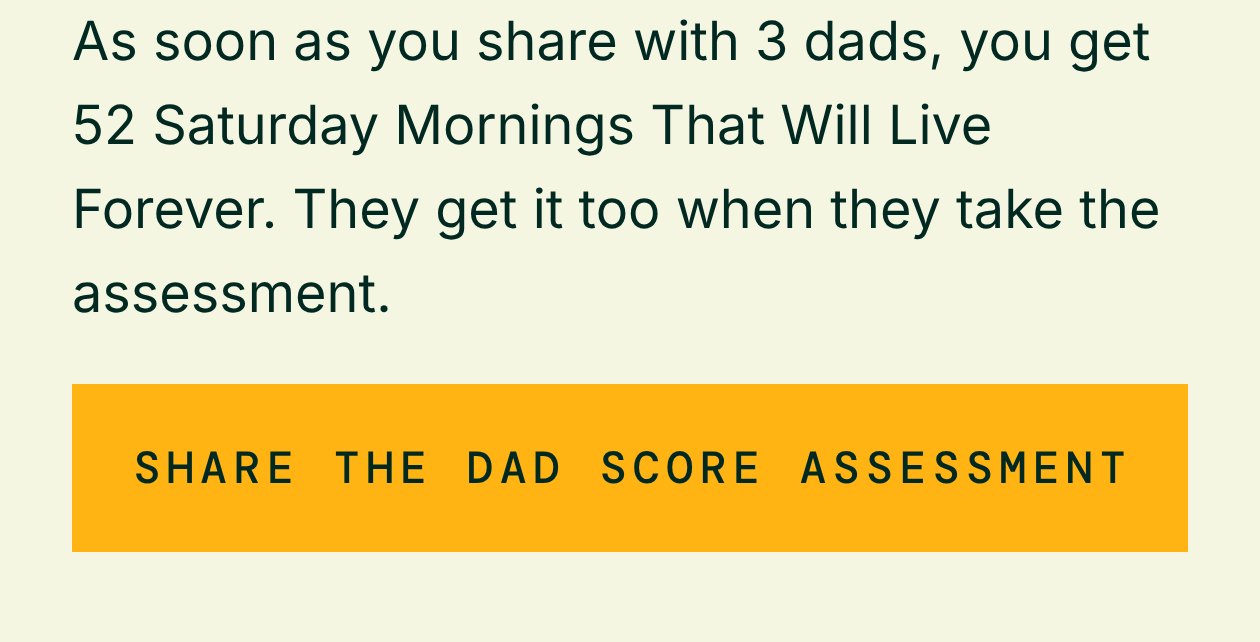 As soon as you share with 3 dads, you get
52 Saturday Mornings That Will Live
Forever. They get it too when they take the
assessment.
SHARE THE DAD SCORE ASSESSMENT